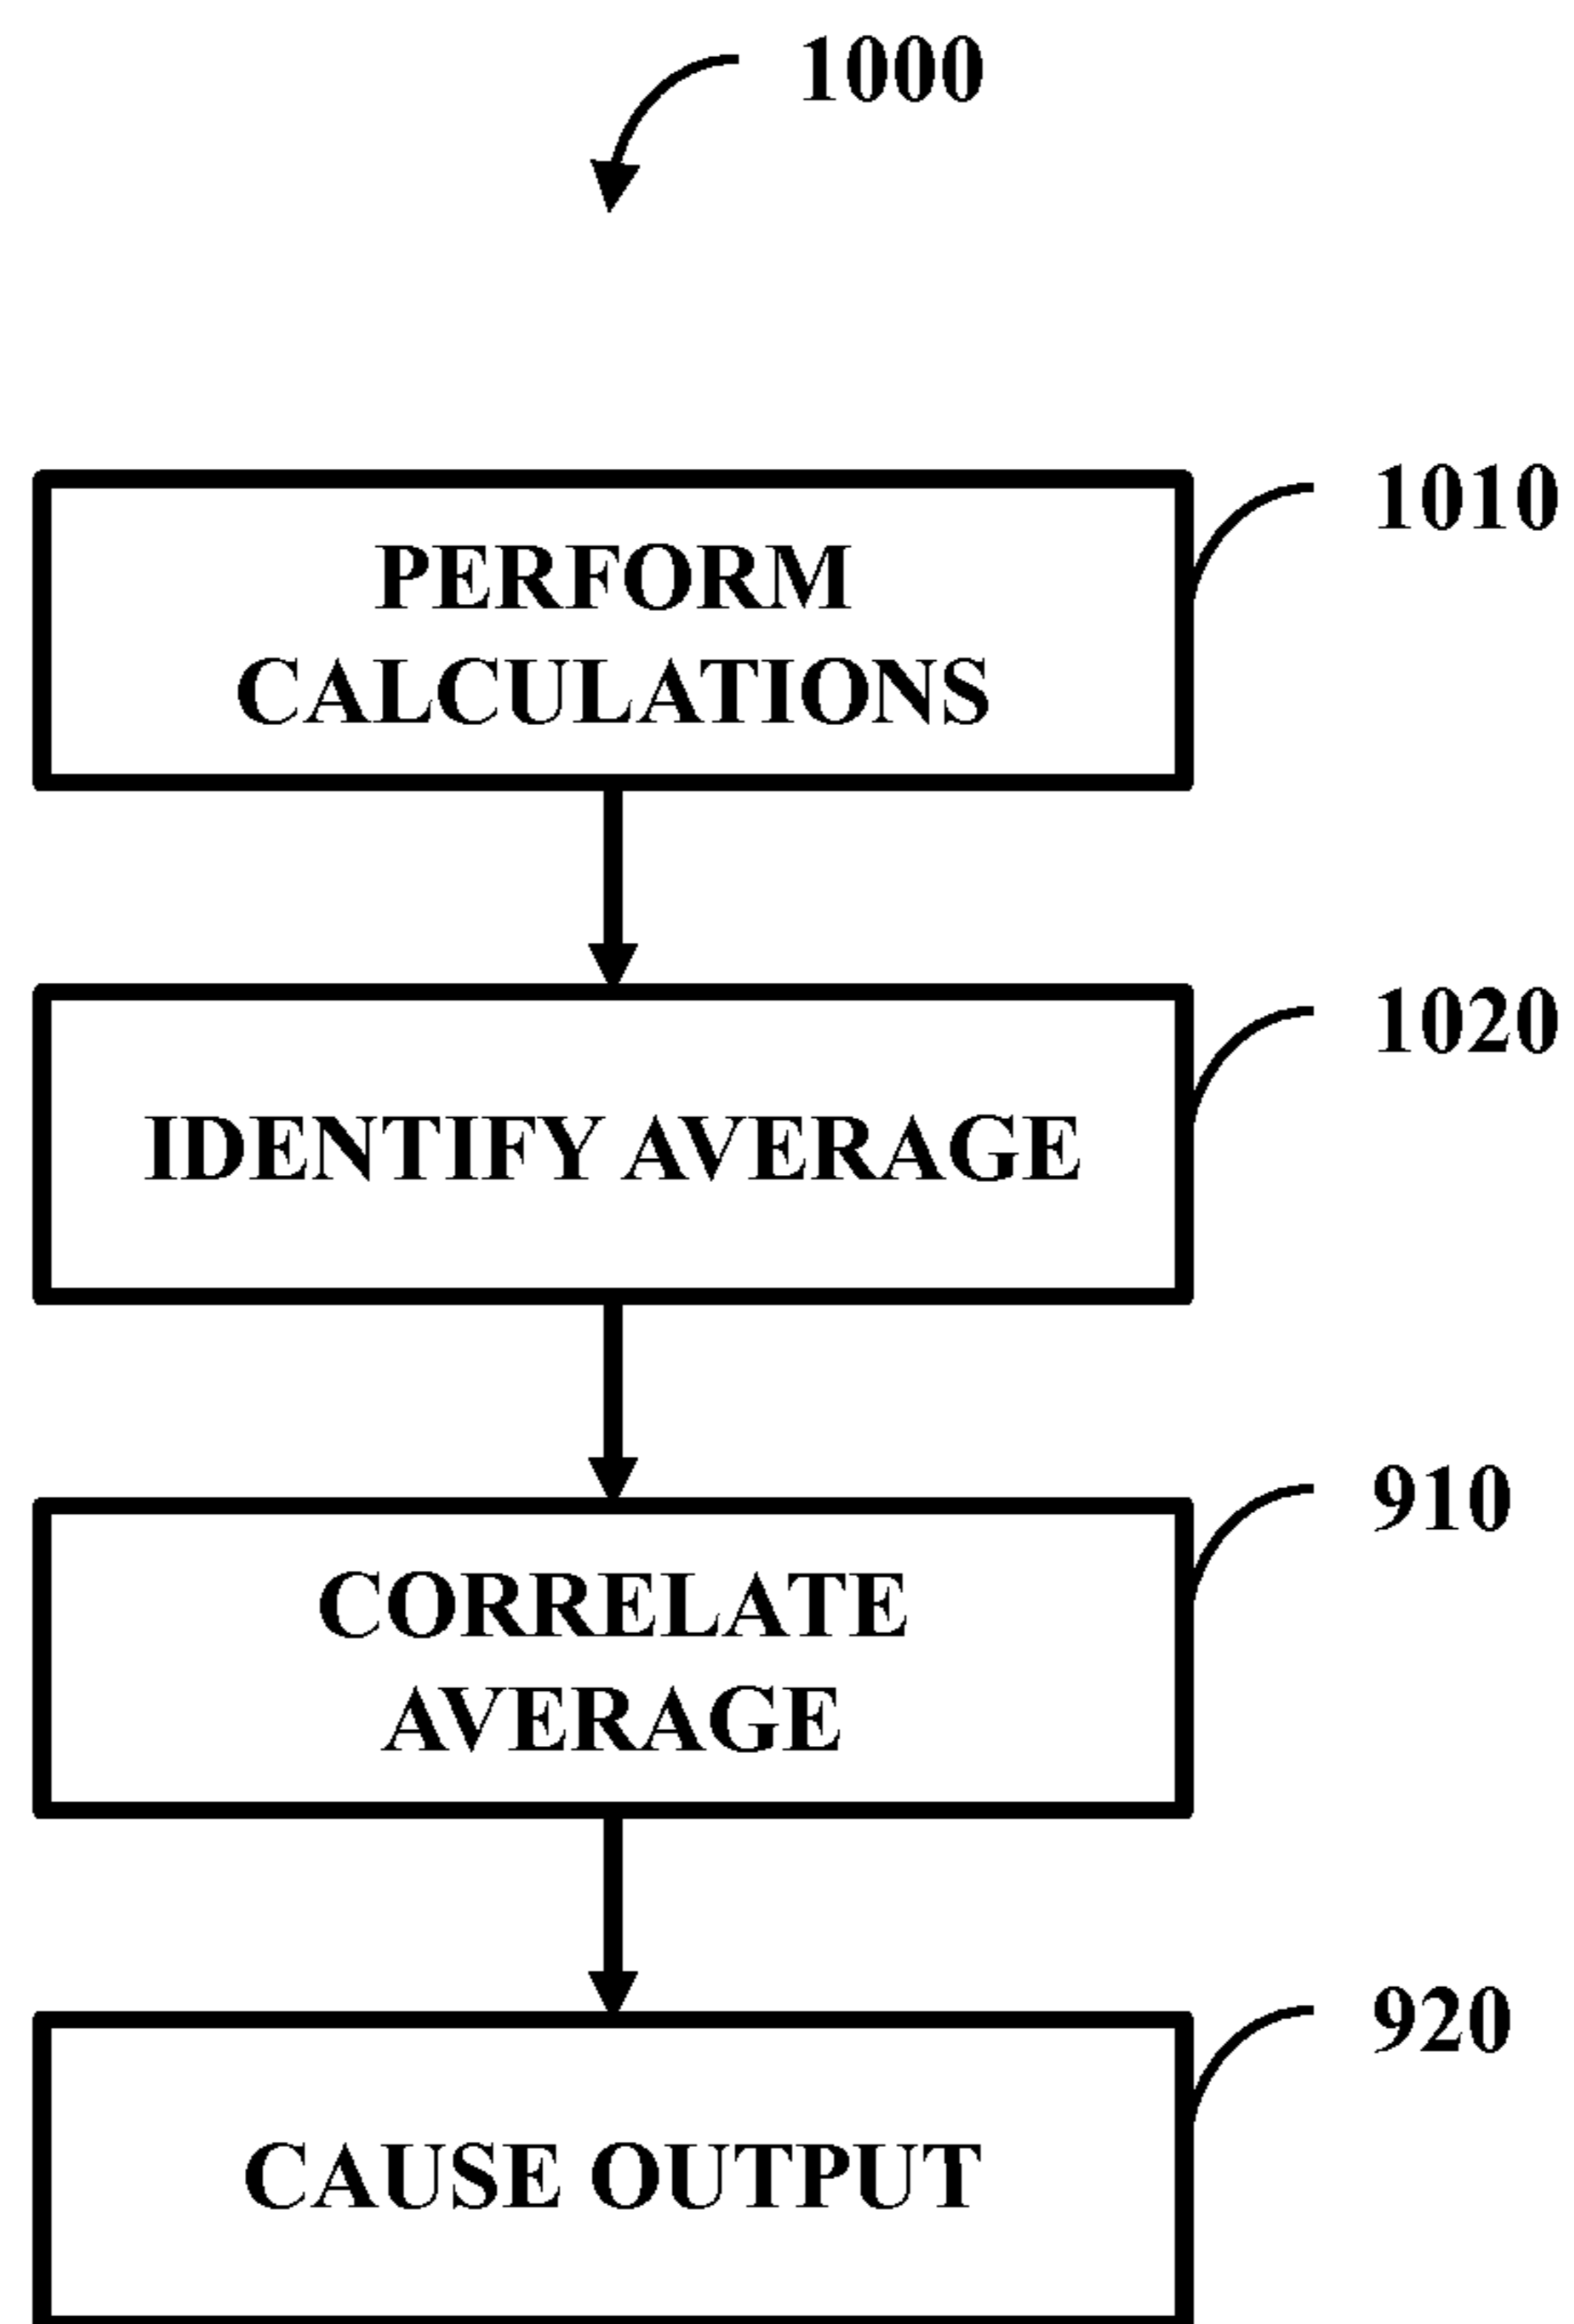 1000
1010
PERFORM
CALCULATIONS
1020
IDENTIFY AVERAGE
910
CORRELATE
AVERAGE
920
CAUSE OUTPUT